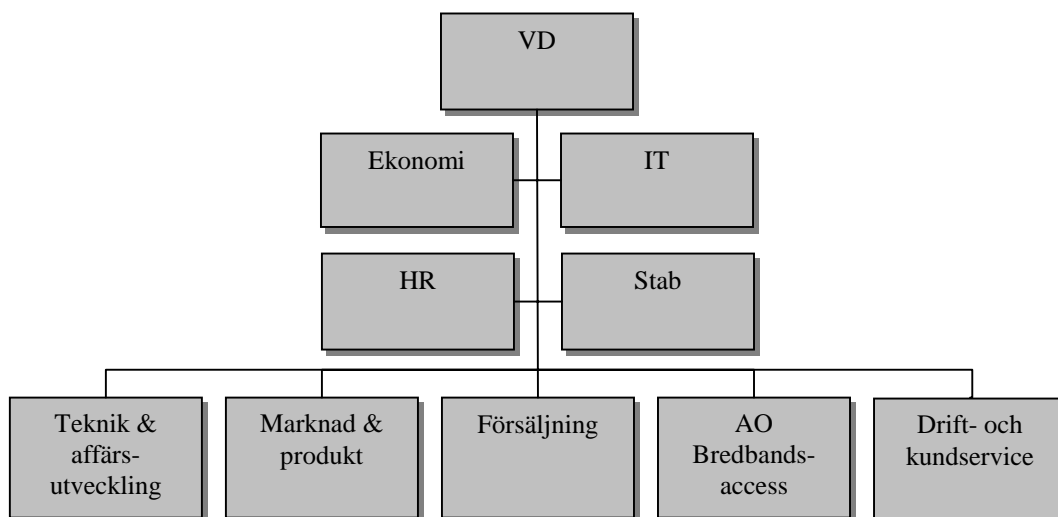 VD
Ekonomi
IT
HR
Stab
Teknik &
affärs-
utveckling
Marknad &
produkt
Försäljning
AO
Bredbands-
access
Drift- och
kundservice